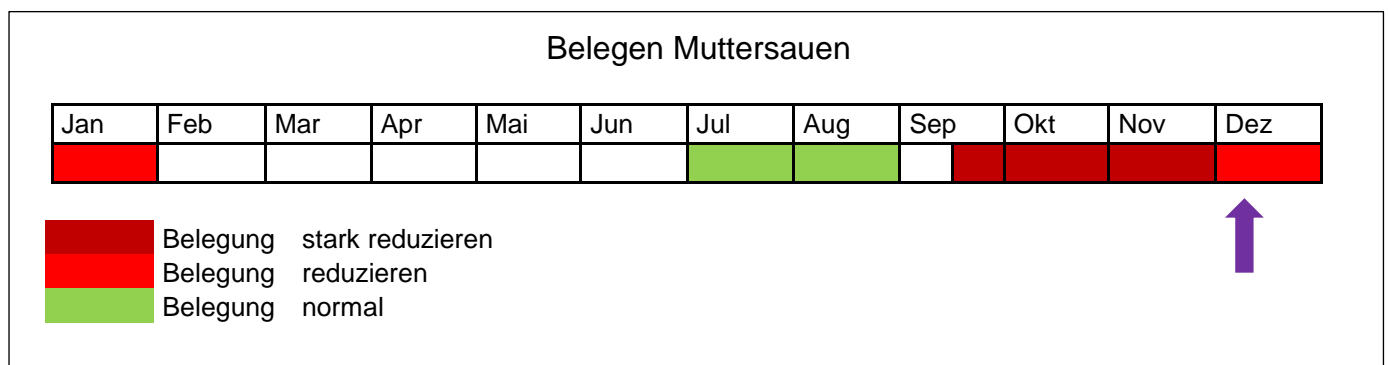 Belegen Muttersauen
Jan Feb Mar Apr Mai Jun Jul Aug Sep Okt Nov Dez
Belegung stark reduzieren
Belegung reduzieren
Belegung normal